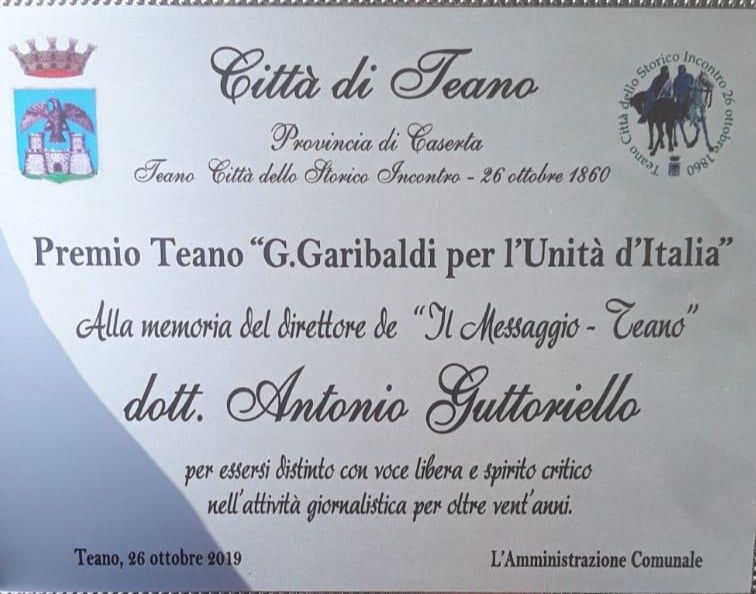 Città di Teano
Provincia di Caserta
Teano Città dello Storico Incontro - 26 ottobre 1860
Teano Città dello Storico Incontro 26 ottobre 1860
Premio Teano “G.Garibaldi per l’Unità d’Italia”
Alla memoria del direttore de “Il Messaggio - Teano”
dott. Antonio Guttoriello
per essersi distinto con voce libera e spirito critico
nell'attività giornalistica per oltre vent'anni.
Teano, 26 ottobre 2019
L’Amministrazione Comunale